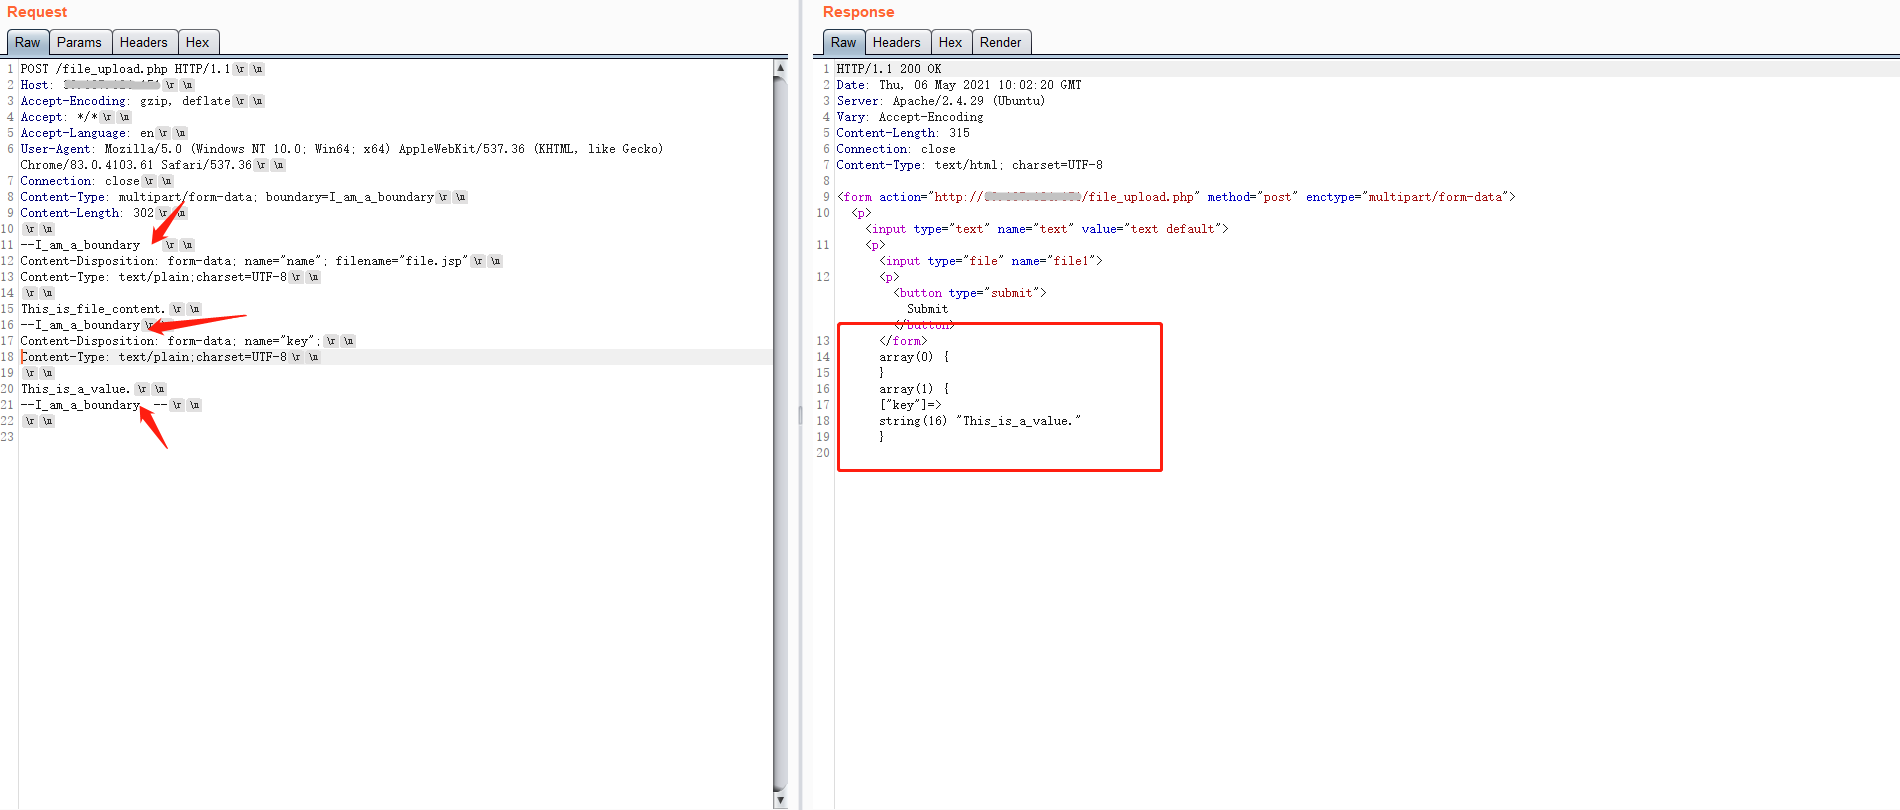 Request
Raw Params Headers Hex
1 POST /file_upload.php HTTP/1.1 \r \n
2 Host: \r \n
3 Accept-Encoding: gzip, deflate \r \n
4 Accept: */* \r \n
5 Accept-Language: en \r \n
6 User-Agent: Mozilla/5.0 (Windows NT 10.0; Win64; x64) AppleWebKit/537.36 (KHTML, like Gecko)
Chrome/83.0.4103.61 Safari/537.36 \r \n
7 Connection: close \r \n
8 Content-Type: multipart/form-data; boundary=I_am_a_boundary \r \n
9 Content-Length: 302 \r \n
10 \r \n
11 --I_am_a_boundary \r \n
12 Content-Disposition: form-data; name="name"; filename="file.jsp" \r \n
13 Content-Type: text/plain;charset=UTF-8 \r \n
14 \r \n
15 This_is_file_content. \r \n
16 --I_am_a_boundary
17 Content-Disposition: form-data; name="key"; \r \n
18 Content-Type: text/plain;charset=UTF-8 \r \n
19 \r \n
20 This_is_a_value. \r \n
21 --I_am_a_boundary -- \r \n
22 \r \n
23
Response
Raw Headers Hex Render
1 HTTP/1.1 200 OK
2 Date: Thu, 06 May 2021 10:02:20 GMT
3 Server: Apache/2.4.29 (Ubuntu)
4 Vary: Accept-Encoding
5 Content-Length: 315
6 Connection: close
7 Content-Type: text/html; charset=UTF-8
8
9 <form action="http:///file_upload.php" method="post" enctype="multipart/form-data">
10 <p>
<input type="text" name="text" value="text default">
11 <p>
<input type="file" name="file1">
12 <p>
<button type="submit">
Submit
</button>
13 </form>
14 array(0) {
15 }
16 array(1) {
17 ["key"]=>
18 string(16) "This_is_a_value."
19 }
20